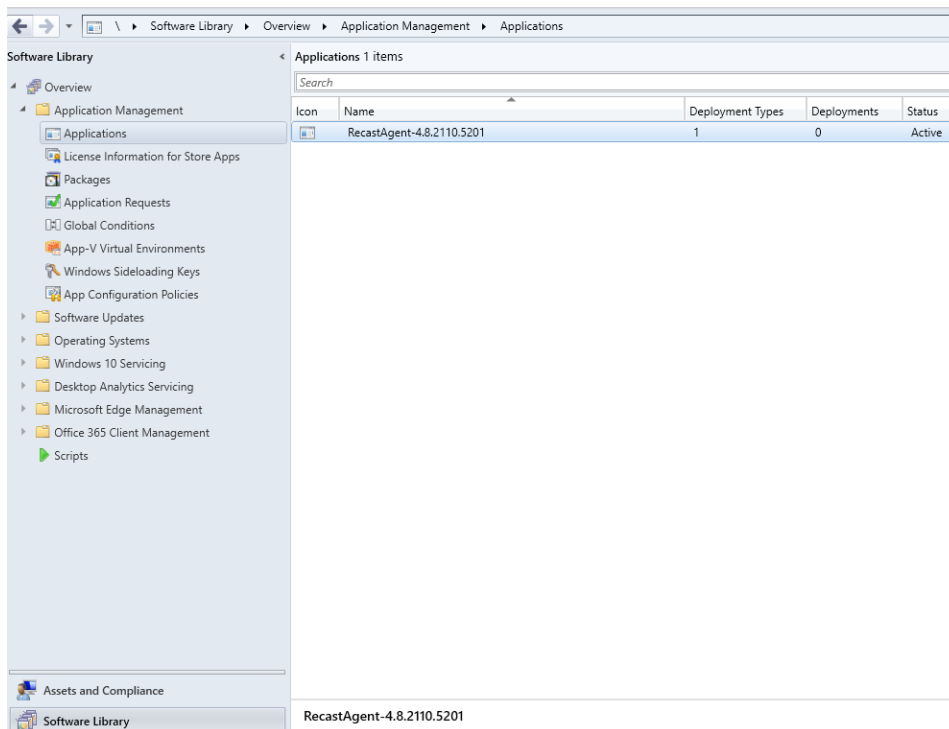 \ ▸ Software Library ▸ Overview ▸ Application Management ▸ Applications
Software Library
Overview
Application Management
Applications
License Information for Store Apps
Packages
Application Requests
Global Conditions
App-V Virtual Environments
Windows Sideloading Keys
App Configuration Policies
Software Updates
Operating Systems
Windows 10 Servicing
Desktop Analytics Servicing
Microsoft Edge Management
Office 365 Client Management
Scripts
Assets and Compliance
Software Library
Applications 1 items
Search
Icon Name Deployment Types Deployments Status
RecastAgent-4.8.2110.5201 1 0 Active
RecastAgent-4.8.2110.5201